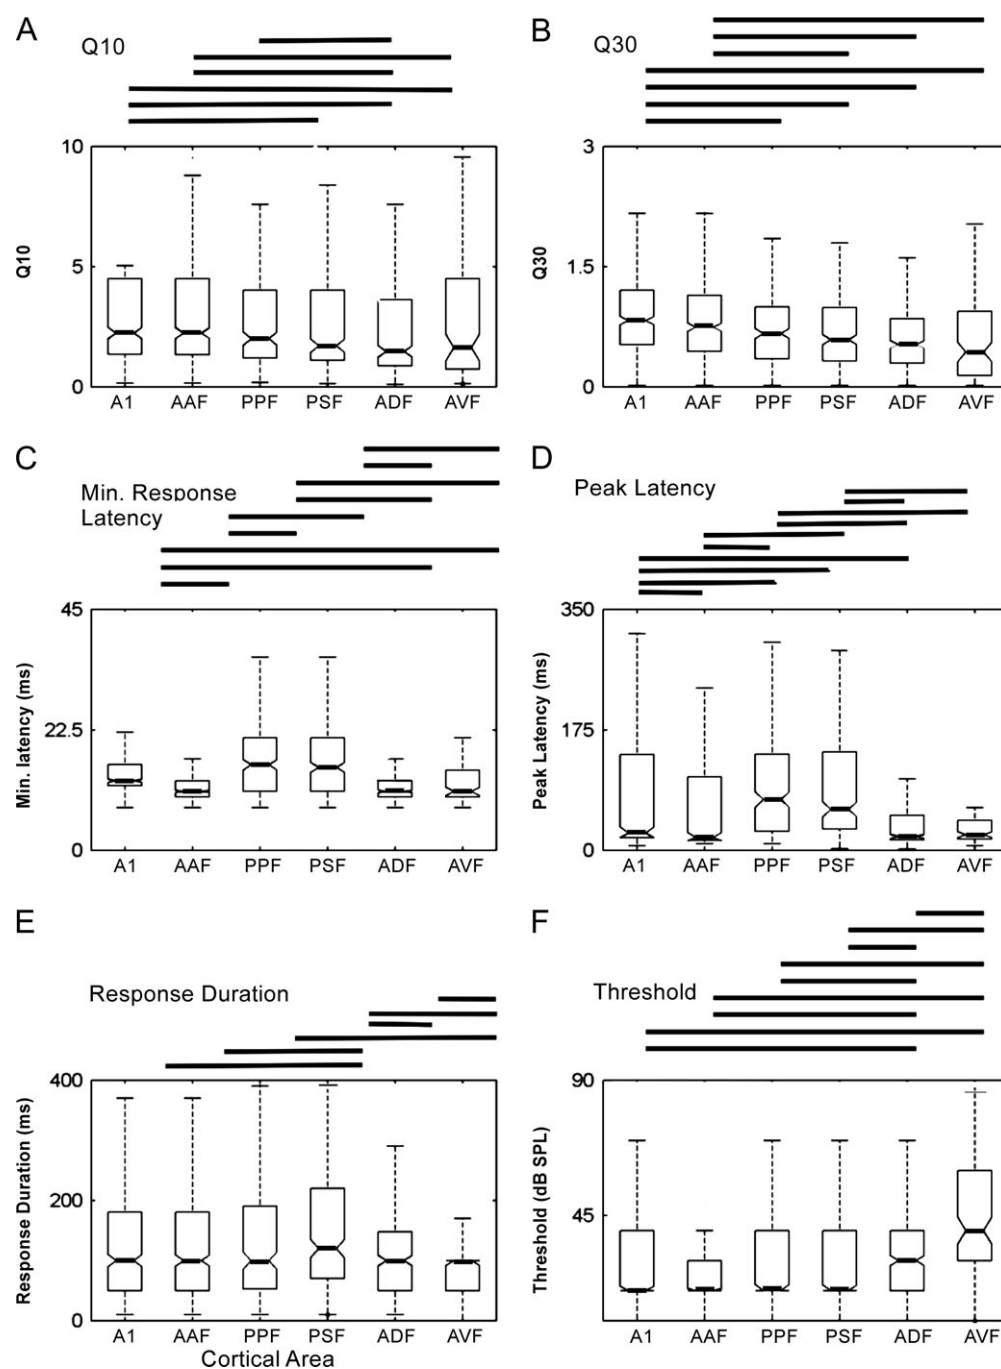 A
Q10
10
5
0
Q10
A1 AAF PPF PSF ADF AVF
B
Q30
3
1.5
0
Q30
A1 AAF PPF PSF ADF AVF
C
Min. Response
Latency
45
22.5
0
Min. latency (ms)
A1 AAF PPF PSF ADF AVF
D
Peak Latency
350
175
0
Peak Latency (ms)
A1 AAF PPF PSF ADF AVF
E
Response Duration
400
200
0
Response Duration (ms)
A1 AAF PPF PSF ADF AVF
Cortical Area
F
Threshold
90
45
Threshold (dB SPL)
A1 AAF PPF PSF ADF AVF